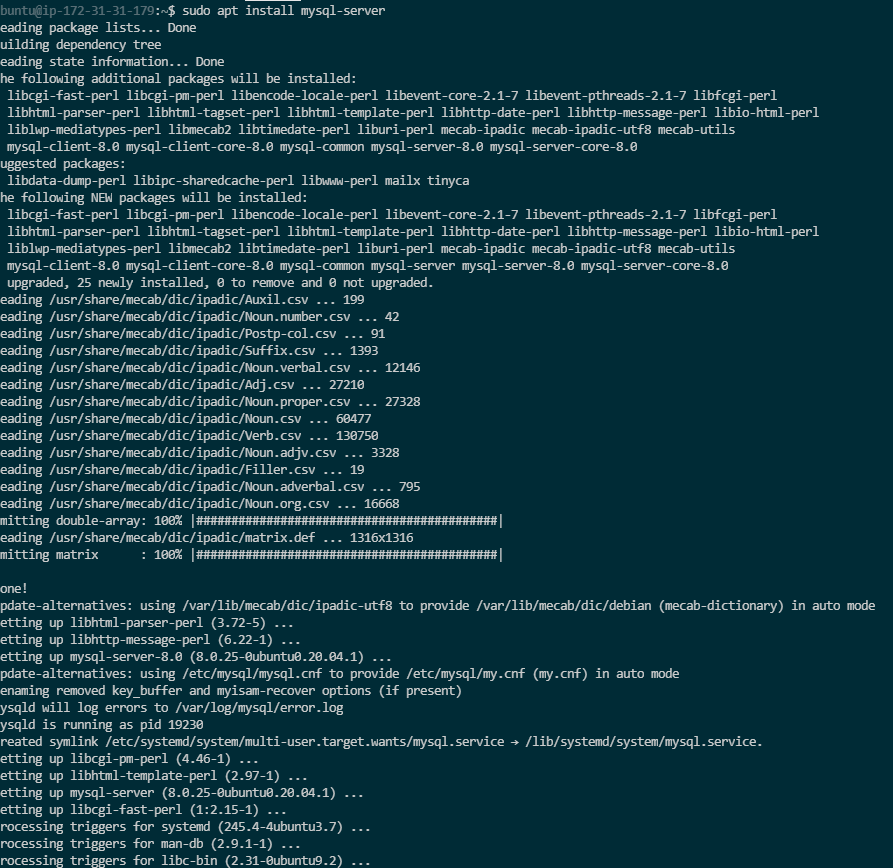 buntu@ip-172-31-31-179:~$ sudo apt install mysql-server
eading package lists... Done
uilding dependency tree
eading state information... Done
he following additional packages will be installed:
libcgi-fast-perl libcgi-pm-perl libencode-locale-perl libevent-core-2.1-7 libevent-pthreads-2.1-7 libfcgi-perl
libhtml-parser-perl libhtml-tagset-perl libhtml-template-perl libhttp-date-perl libhttp-message-perl libio-html-perl
liblwp-mediatypes-perl libmecab2 libtimedate-perl liburi-perl mecab-ipadic mecab-ipadic-utf8 mecab-utils
mysql-client-8.0 mysql-client-core-8.0 mysql-common mysql-server-8.0 mysql-server-core-8.0
uggested packages:
libdata-dump-perl libipc-sharedcache-perl libwww-perl mailx tinyca
he following NEW packages will be installed:
libcgi-fast-perl libcgi-pm-perl libencode-locale-perl libevent-core-2.1-7 libevent-pthreads-2.1-7 libfcgi-perl
libhtml-parser-perl libhtml-tagset-perl libhtml-template-perl libhttp-date-perl libhttp-message-perl libio-html-perl
liblwp-mediatypes-perl libmecab2 libtimedate-perl liburi-perl mecab-ipadic mecab-ipadic-utf8 mecab-utils
mysql-client-8.0 mysql-client-core-8.0 mysql-common mysql-server mysql-server-8.0 mysql-server-core-8.0
upgraded, 25 newly installed, 0 to remove and 0 not upgraded.
eading /usr/share/mecab/dic/ipadic/Auxil.csv ... 199
eading /usr/share/mecab/dic/ipadic/Noun.number.csv ... 42
eading /usr/share/mecab/dic/ipadic/Postp-col.csv ... 91
eading /usr/share/mecab/dic/ipadic/Suffix.csv ... 1393
eading /usr/share/mecab/dic/ipadic/Noun.verbal.csv ... 12146
eading /usr/share/mecab/dic/ipadic/Adj.csv ... 27210
eading /usr/share/mecab/dic/ipadic/Noun.proper.csv ... 27328
eading /usr/share/mecab/dic/ipadic/Noun.csv ... 60477
eading /usr/share/mecab/dic/ipadic/Verb.csv ... 130750
eading /usr/share/mecab/dic/ipadic/Noun.adjv.csv ... 3328
eading /usr/share/mecab/dic/ipadic/Filler.csv ... 19
eading /usr/share/mecab/dic/ipadic/Noun.adverbal.csv ... 795
eading /usr/share/mecab/dic/ipadic/Noun.org.csv ... 16668
mitting double-array: 100% |###########################################|
eading /usr/share/mecab/dic/ipadic/matrix.def ... 1316x1316
mitting matrix      : 100% |###########################################|
one!
pdate-alternatives: using /var/lib/mecab/dic/ipadic-utf8 to provide /var/lib/mecab/dic/debian (mecab-dictionary) in auto mode
etting up libhtml-parser-perl (3.72-5) ...
etting up libhttp-message-perl (6.22-1) ...
etting up mysql-server-8.0 (8.0.25-0ubuntu0.20.04.1) ...
pdate-alternatives: using /etc/mysql/mysql.cnf to provide /etc/mysql/my.cnf (my.cnf) in auto mode
enaming removed key_buffer and myisam-recover options (if present)
ysqld will log errors to /var/log/mysql/error.log
ysqld is running as pid 19230
reated symlink /etc/systemd/system/multi-user.target.wants/mysql.service → /lib/systemd/system/mysql.service.
etting up libcgi-pm-perl (4.46-1) ...
etting up libhtml-template-perl (2.97-1) ...
etting up mysql-server (8.0.25-0ubuntu0.20.04.1) ...
etting up libcgi-fast-perl (1:2.15-1) ...
rocessing triggers for systemd (245.4-4ubuntu3.7) ...
rocessing triggers for man-db (2.9.1-1) ...
rocessing triggers for libc-bin (2.31-0ubuntu9.2) ...